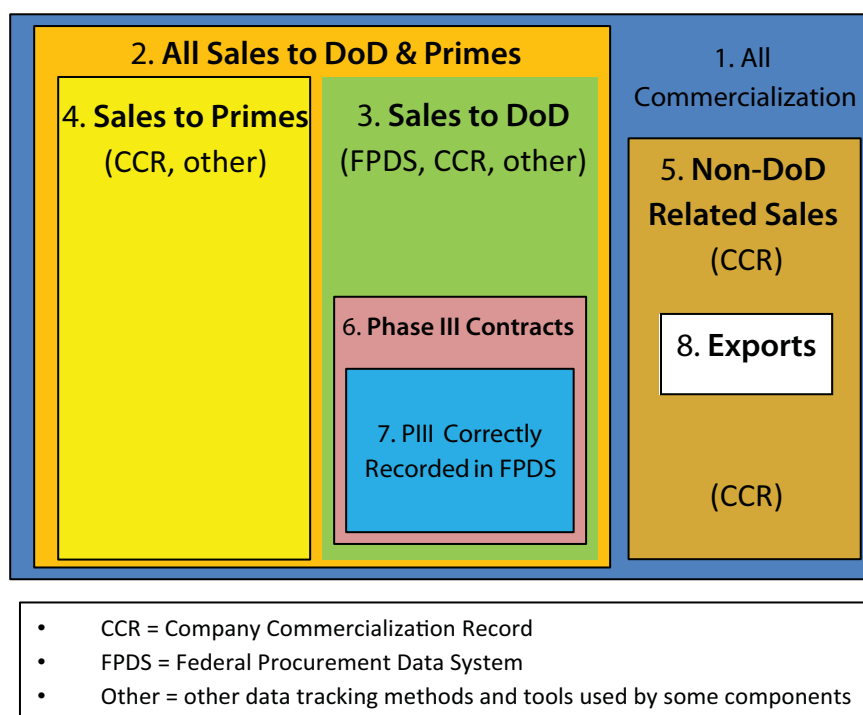 2. All Sales to DoD & Primes
1. All
Commercialization
4. Sales to Primes
(CCR, other)
3. Sales to DoD
(FPDS, CCR, other)
5. Non-DoD
Related Sales
(CCR)
6. Phase III Contracts
8. Exports
7. PIII Correctly
Recorded in FPDS
(CCR)
• CCR = Company Commercialization Record
• FPDS = Federal Procurement Data System
• Other = other data tracking methods and tools used by some components